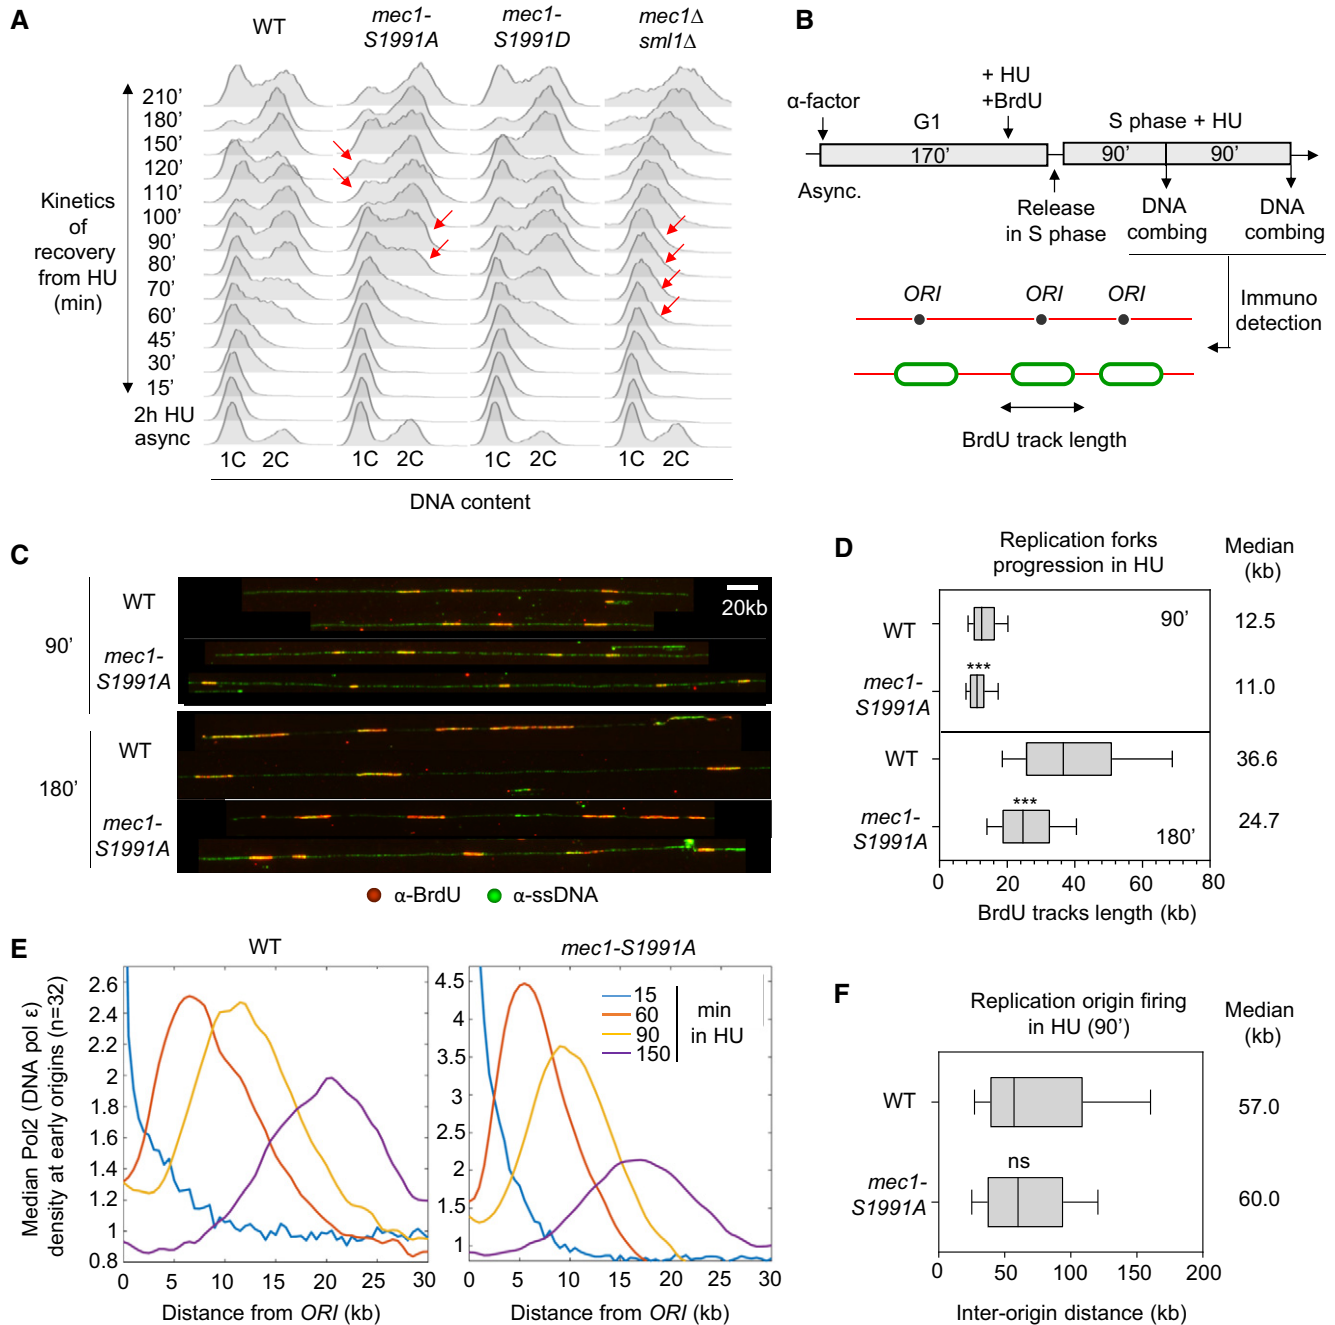 A
WT
mec1-
S1991A
mec1-
S1991D
mec1Δ
sml1Δ
Kinetics
of
recovery
from HU
(min)
210’
180’
150’
120’
110’
100’
90’
80’
70’
60’
45’
30’
15’
2h HU
async
1C 2C 1C 2C 1C 2C 1C 2C
DNA content
B
+ HU
+BrdU
α-factor
G1
S phase + HU
170’
90’ 90’
Async.
Release
in S phase
DNA
combing
DNA
combing
ORI ORI ORI
Immuno
detection
BrdU track length
C
90’
WT
mec1-
S1991A
180’
WT
mec1-
S1991A
20kb
α-BrdU α-ssDNA
D
Replication forks
progression in HU
Median
(kb)
WT
90’
12.5
mec1-
S1991A
***
11.0
WT
36.6
mec1-
S1991A
***
180’
24.7
0 20 40 60 80
BrdU tracks length (kb)
E
WT
mec1-S1991A
Median Pol2 (DNA pol ε)
density at early origins (n=32)
2.6
2.4
2.2
2
1.8
1.6
1.4
1.2
1
0.8
0 5 10 15 20 25 30
Distance from ORI (kb)
4.5
4
3.5
3
2.5
2
1.5
1
0 5 10 15 20 25 30
Distance from ORI (kb)
15
60
90
150
min
in HU
F
Replication origin firing
in HU (90’)
Median
(kb)
WT
57.0
mec1-
S1991A
ns
60.0
0 50 100 150 200
Inter-origin distance (kb)